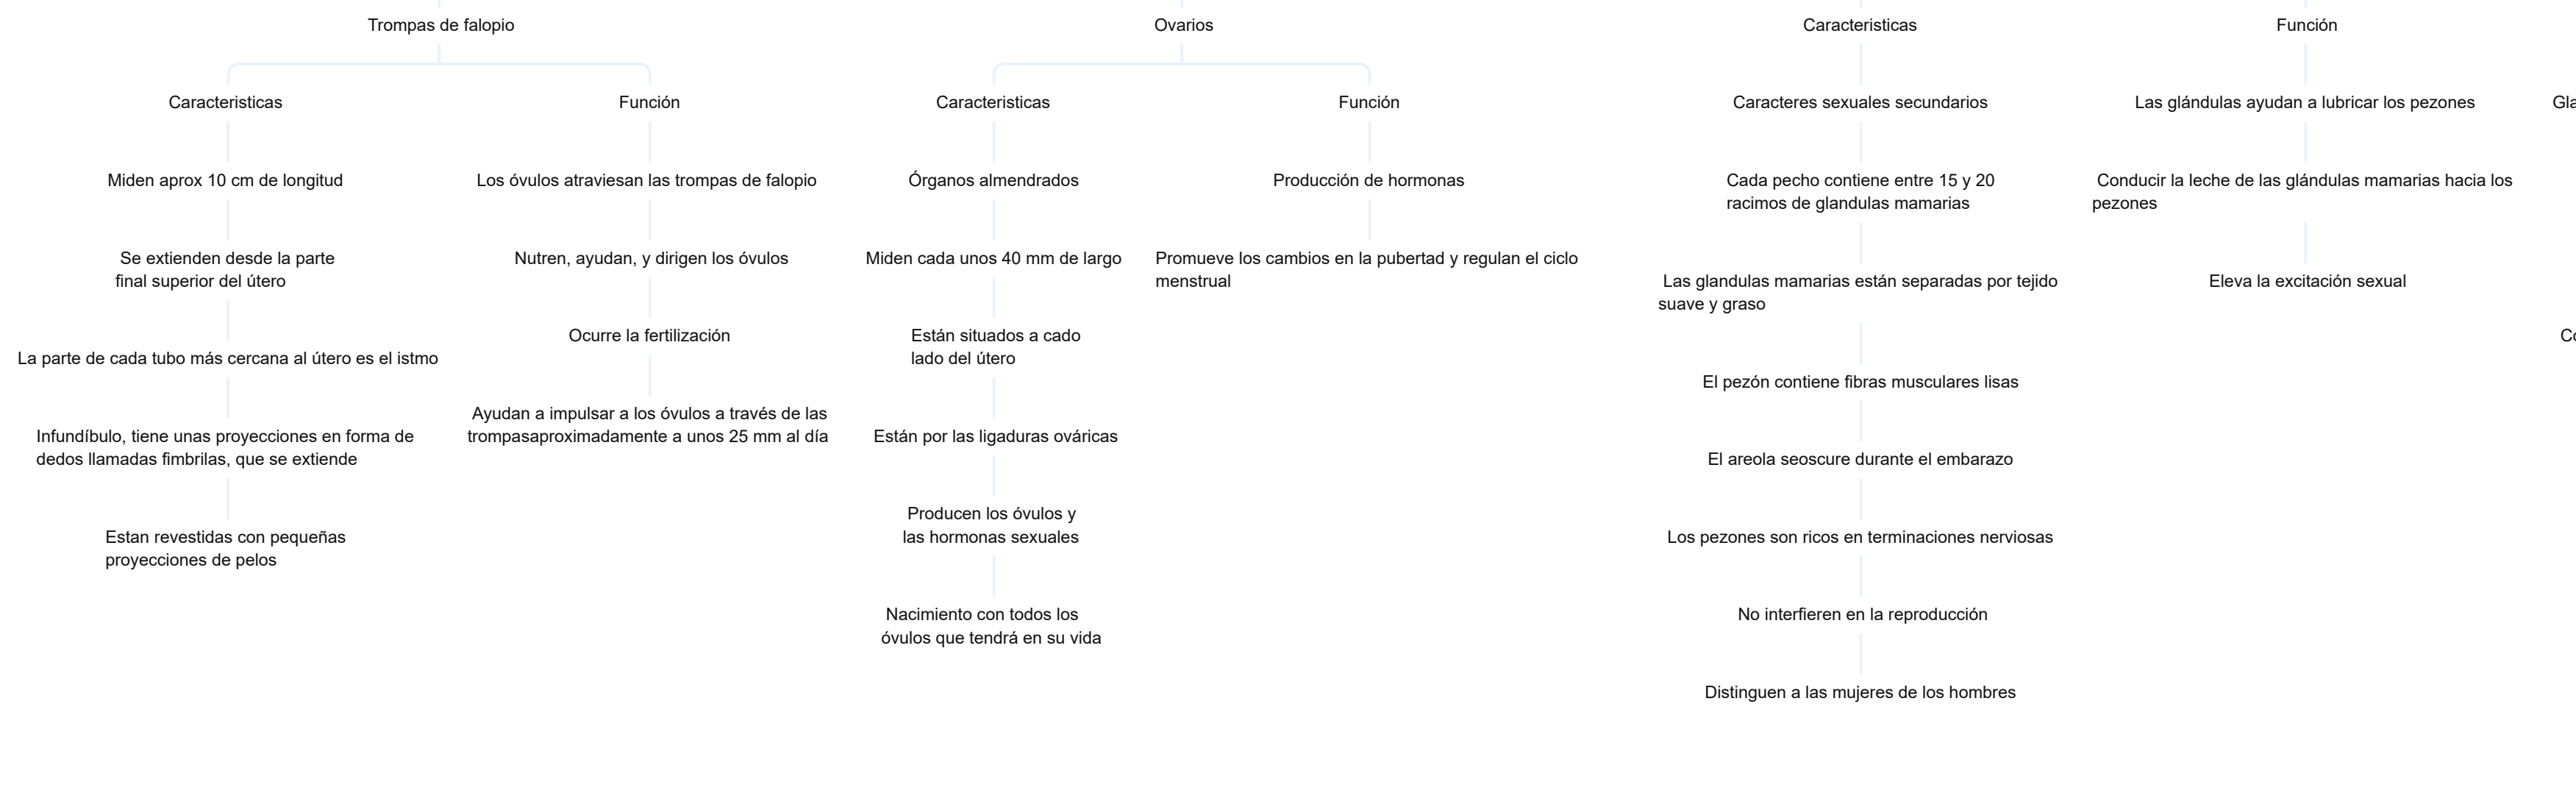 Trompas de falopio
Caracteristicas
Miden aprox 10 cm de longitud
Se extienden desde la parte
final superior del útero
La parte de cada tubo más cercana al útero es el istmo
Infundíbulo, tiene unas proyecciones en forma de
dedos llamadas fimbrilas, que se extiende
Estan revestidas con pequeñas
proyecciones de pelos
Función
Los óvulos atraviesan las trompas de falopio
Nutren, ayudan, y dirigen los óvulos
Ocurre la fertilización
Ayudan a impulsar a los óvulos a través de las
trompasaproximadamente a unos 25 mm al día
Ovarios
Caracteristicas
Órganos almendrados
Miden cada unos 40 mm de largo
Están situados a cado
lado del útero
Están por las ligaduras ováricas
Producen los óvulos y
las hormonas sexuales
Nacimiento con todos los
óvulos que tendrá en su vida
Función
Producción de hormonas
Promueve los cambios en la pubertad y regulan el ciclo
menstrual
Caracteristicas
Caracteres sexuales secundarios
Cada pecho contiene entre 15 y 20
racimos de glandulas mamarias
Las glandulas mamarias están separadas por tejido
suave y graso
El pezón contiene fibras musculares lisas
El areola seoscure durante el embarazo
Los pezones son ricos en terminaciones nerviosas
No interfieren en la reproducción
Distinguen a las mujeres de los hombres
Función
Las glándulas ayudan a lubricar los pezones
Conducir la leche de las glándulas mamarias hacia los
pezones
Eleva la excitación sexual